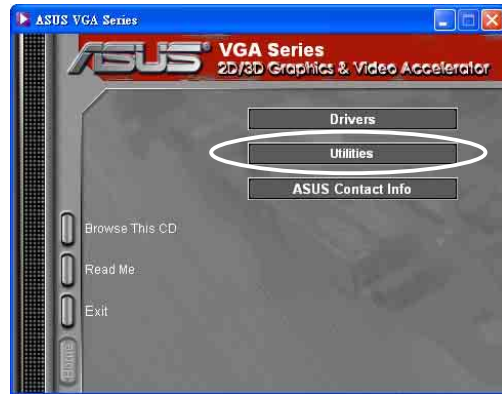 ASUS VGA Series
ASUS VGA Series
2D/3D Graphics & Video Accelerator
Drivers
Utilities
ASUS Contact Info
Browse This CD
Read Me
Exit
Home